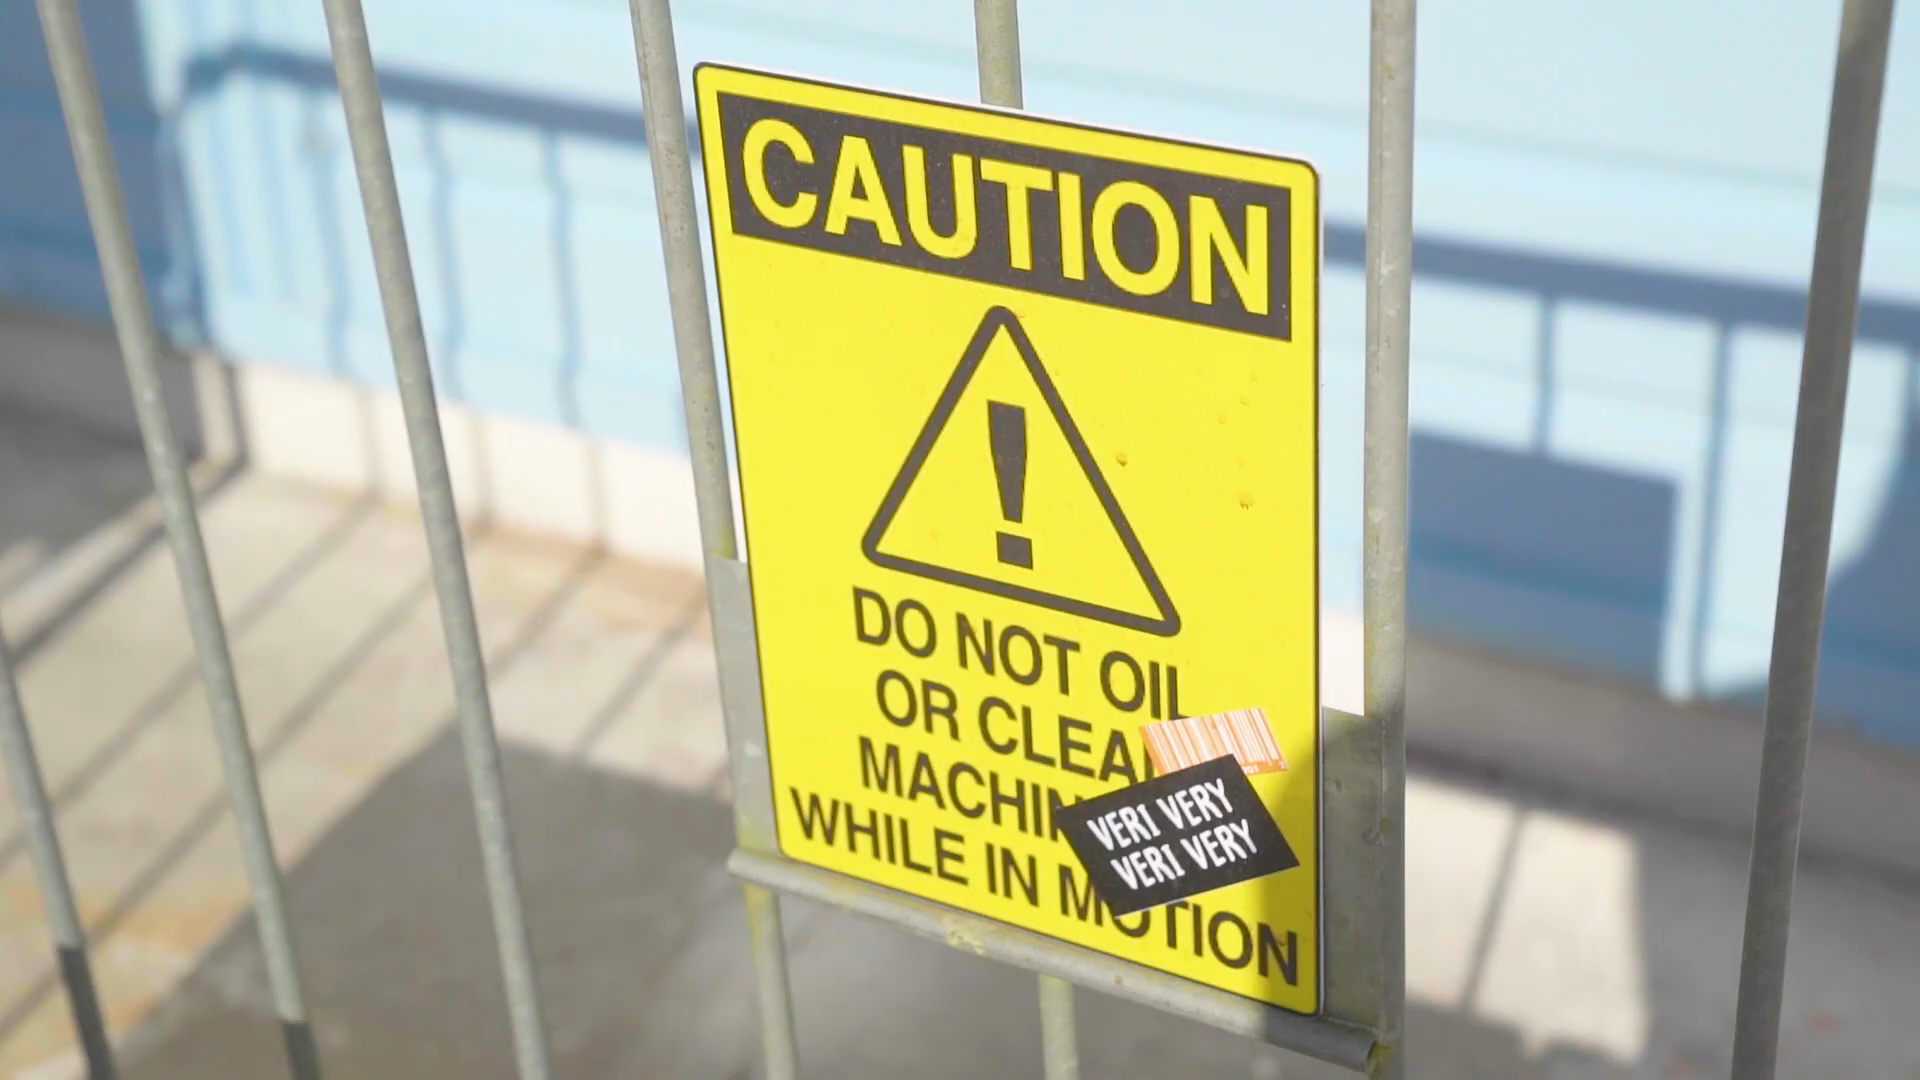 CAUTION
DO NOT OIL
OR CLEA
MACHIN
WHILE IN MOTION
VERI VERY
VERI VERY